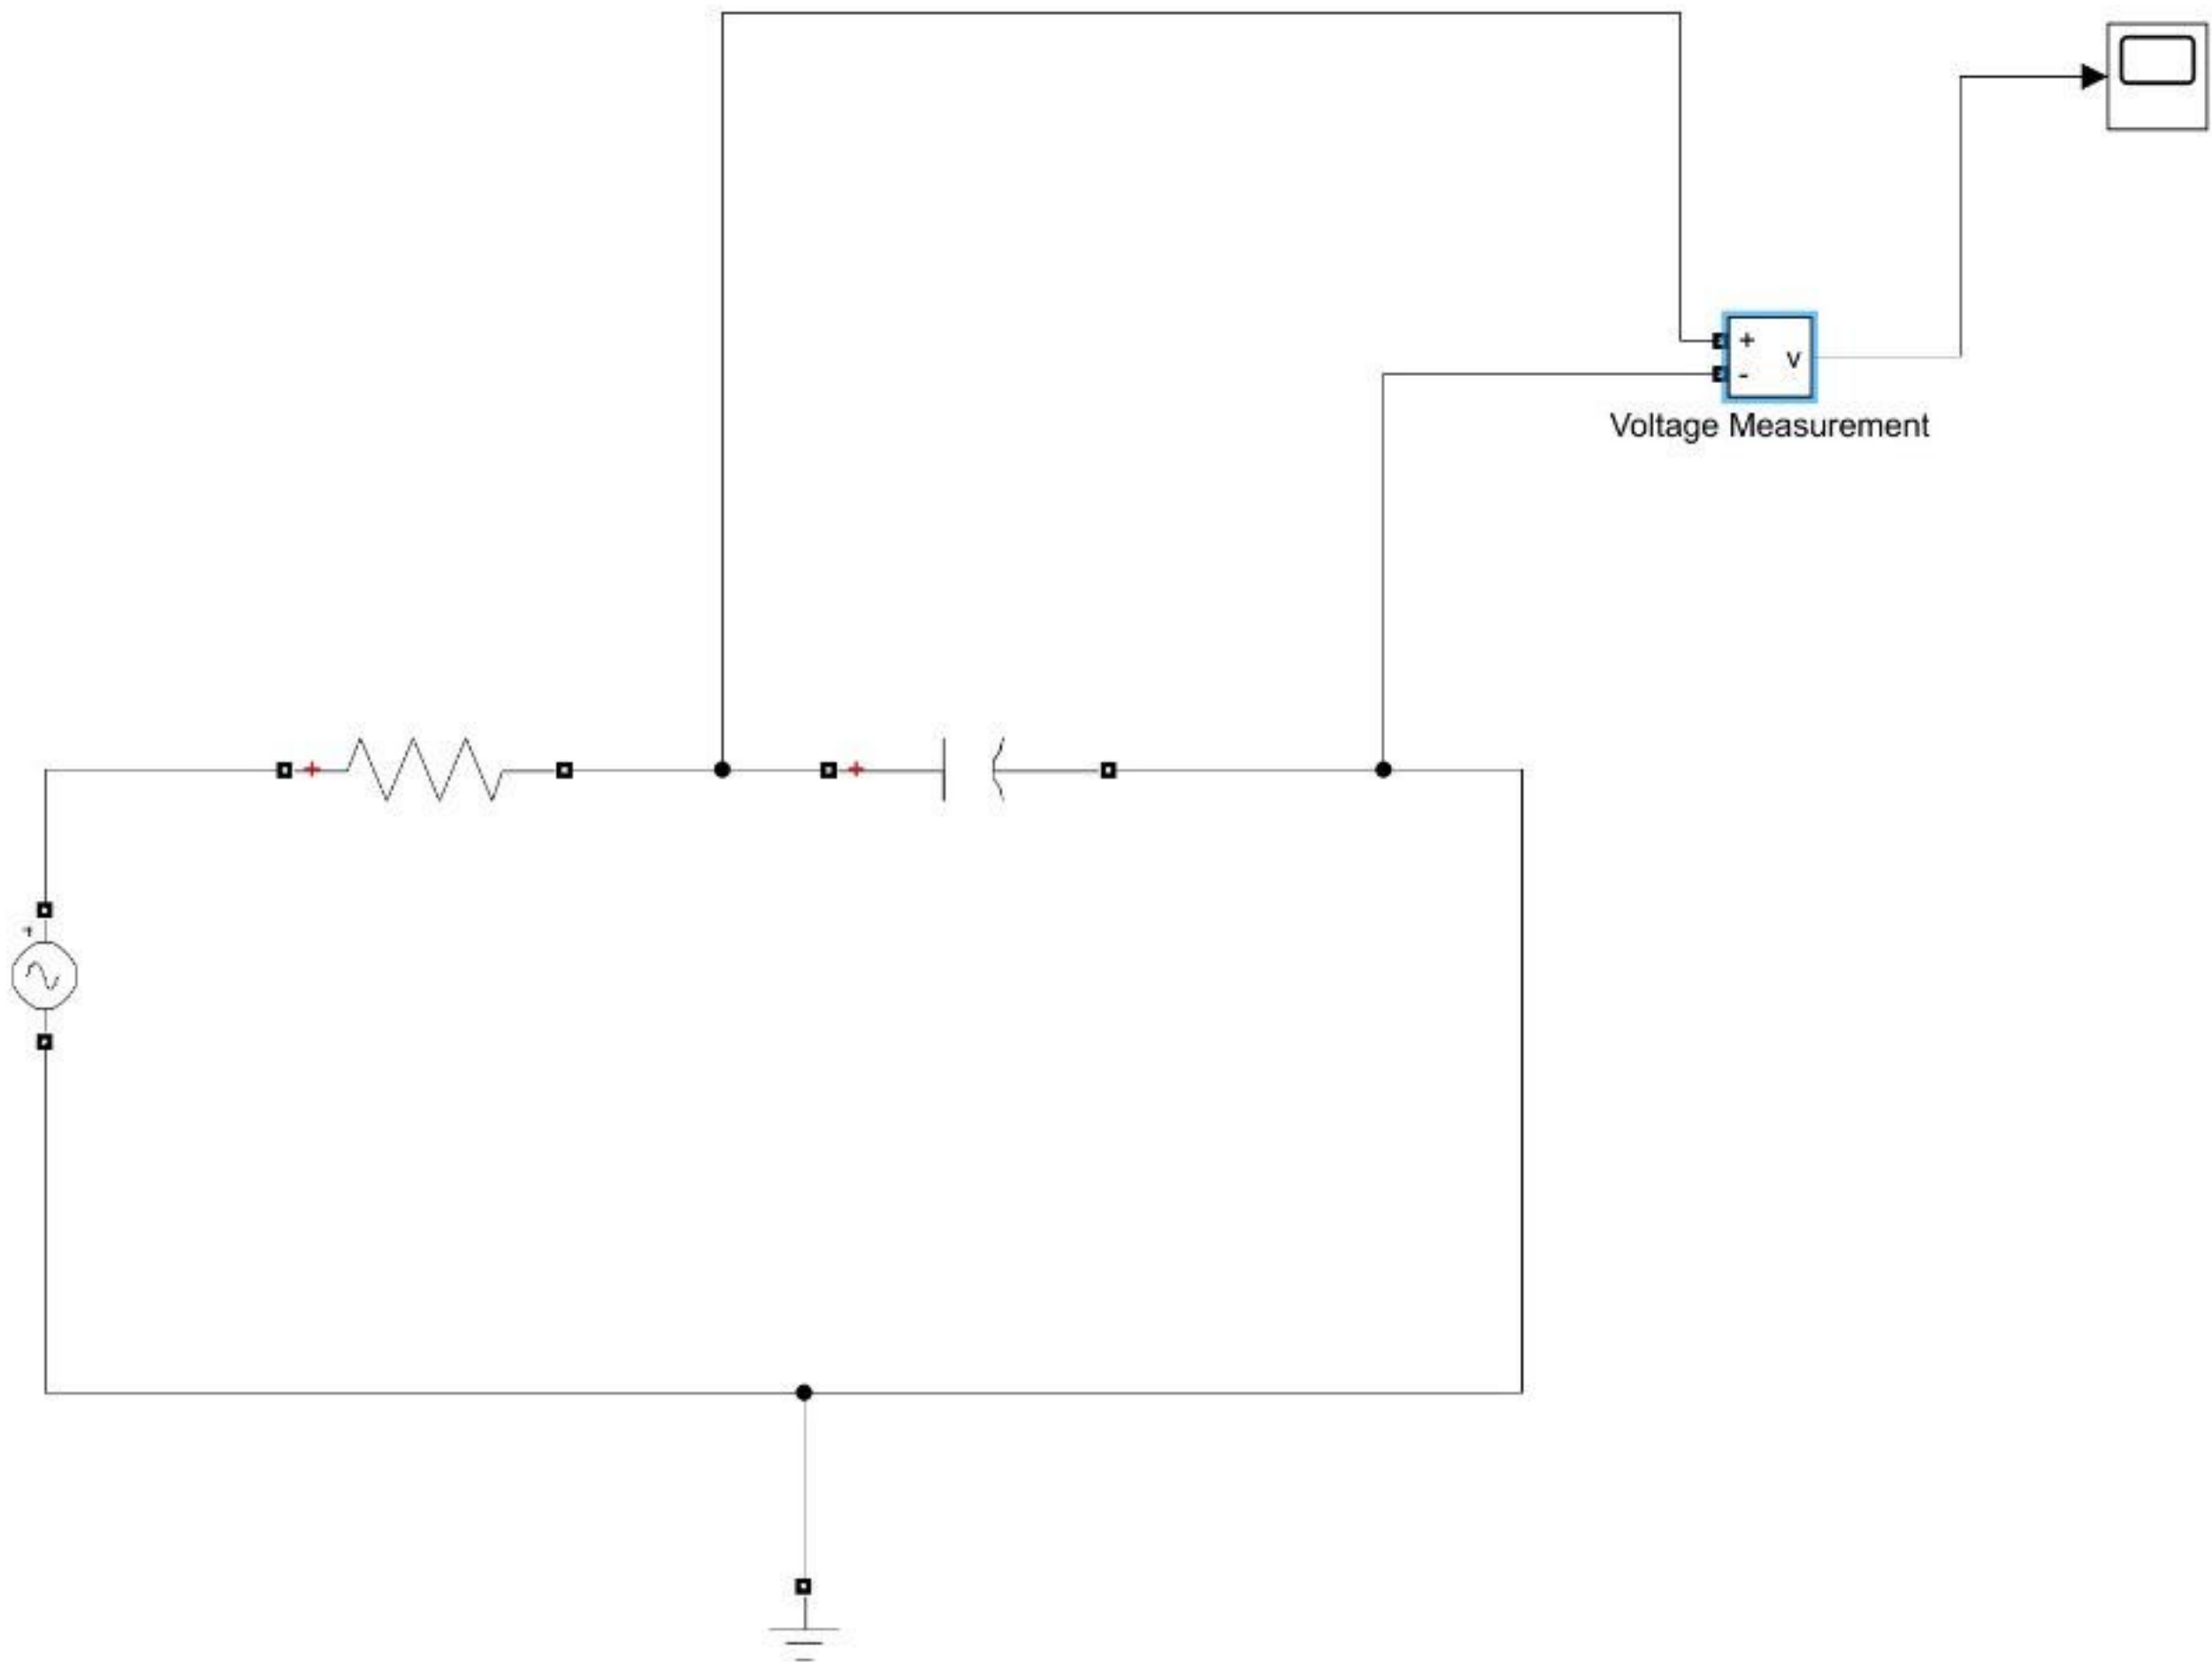 +
v
-
Voltage Measurement
+
+
+